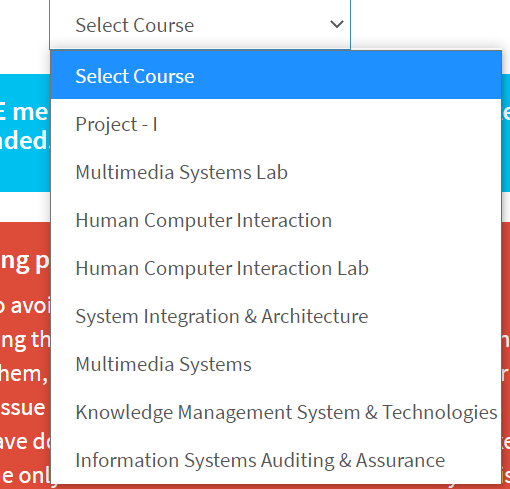 Select Course
Select Course
Project - I
Multimedia Systems Lab
Human Computer Interaction
Human Computer Interaction Lab
System Integration & Architecture
Multimedia Systems
Knowledge Management System & Technologies
Information Systems Auditing & Assurance